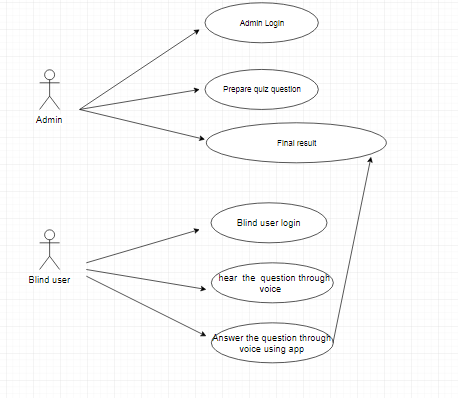 Admin Login
Prepare quiz question
Admin
Final result
Blind user login
Blind user
hear the question through
voice
Answer the question through
voice using app